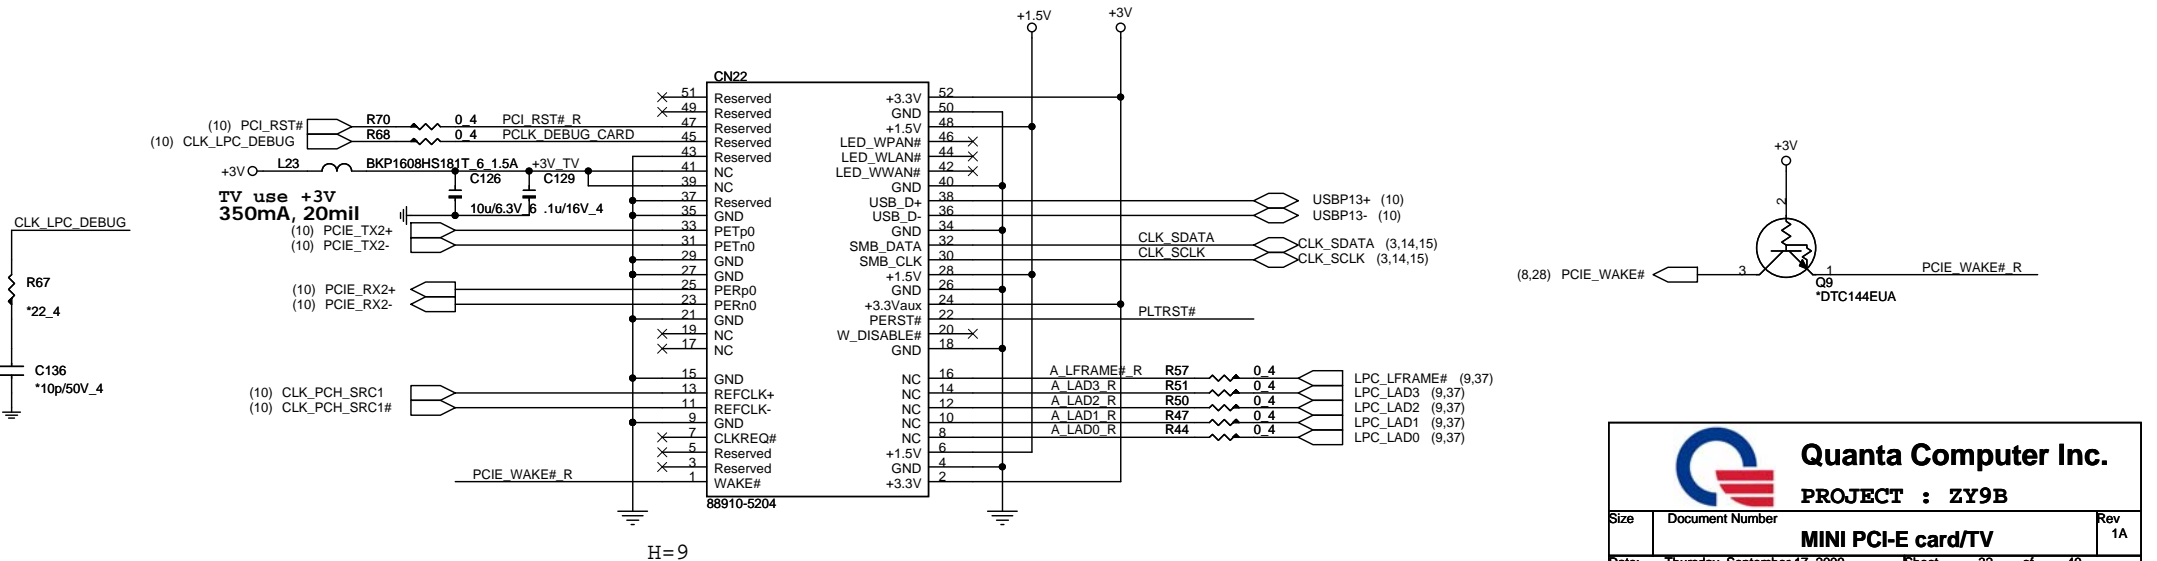 +1.5V
+3V
CN22
51 Reserved +3.3V 52
49 Reserved GND 50
(10) PCI_RST# R70 0_4 PCI_RST#_R 47 Reserved +1.5V 48
(10) CLK_LPC_DEBUG R68 0_4 PCLK_DEBUG_CARD 45 Reserved LED_WPAN# 46
43 Reserved LED_WLAN# 44
+3V L23 BKP1608HS181T_6_1.5A +3V_TV 41 NC LED_WWAN# 42
C126 C129 39 NC GND 40
TV use +3V
350mA, 20mil
10u/6.3V_6 .1u/16V_4
37 Reserved USB_D+ 38 USBP13+ (10)
35 GND USB_D- 36 USBP13- (10)
(10) PCIE_TX2+ 33 PETp0 GND 34
(10) PCIE_TX2- 31 PETn0 SMB_DATA 32 CLK_SDATA CLK_SDATA (3,14,15)
29 GND SMB_CLK 30 CLK_SCLK CLK_SCLK (3,14,15)
27 GND +1.5V 28
(10) PCIE_RX2+ 25 PERp0 GND 26
(10) PCIE_RX2- 23 PERn0 +3.3Vaux 24
21 GND PERST# 22 PLTRST#
19 NC W_DISABLE# 20
17 NC GND 18
15 GND NC 16 A_LFRAME#_R R57 0_4 LPC_LFRAME# (9,37)
(10) CLK_PCH_SRC1 13 REFCLK+ NC 14 A_LAD3_R R51 0_4 LPC_LAD3 (9,37)
(10) CLK_PCH_SRC1# 11 REFCLK- NC 12 A_LAD2_R R50 0_4 LPC_LAD2 (9,37)
9 GND NC 10 A_LAD1_R R47 0_4 LPC_LAD1 (9,37)
7 CLKREQ# NC 8 A_LAD0_R R44 0_4 LPC_LAD0 (9,37)
5 Reserved +1.5V 6
3 Reserved GND 4
PCIE_WAKE#_R 1 WAKE# +3.3V 2
88910-5204
H=9
CLK_LPC_DEBUG
R67
*22_4
C136
*10p/50V_4
+3V
2
(8,28) PCIE_WAKE# 3 1 PCIE_WAKE#_R
Q9
*DTC144EUA
Quanta Computer Inc.
PROJECT : ZY9B
Size Document Number Rev
MINI PCI-E card/TV 1A